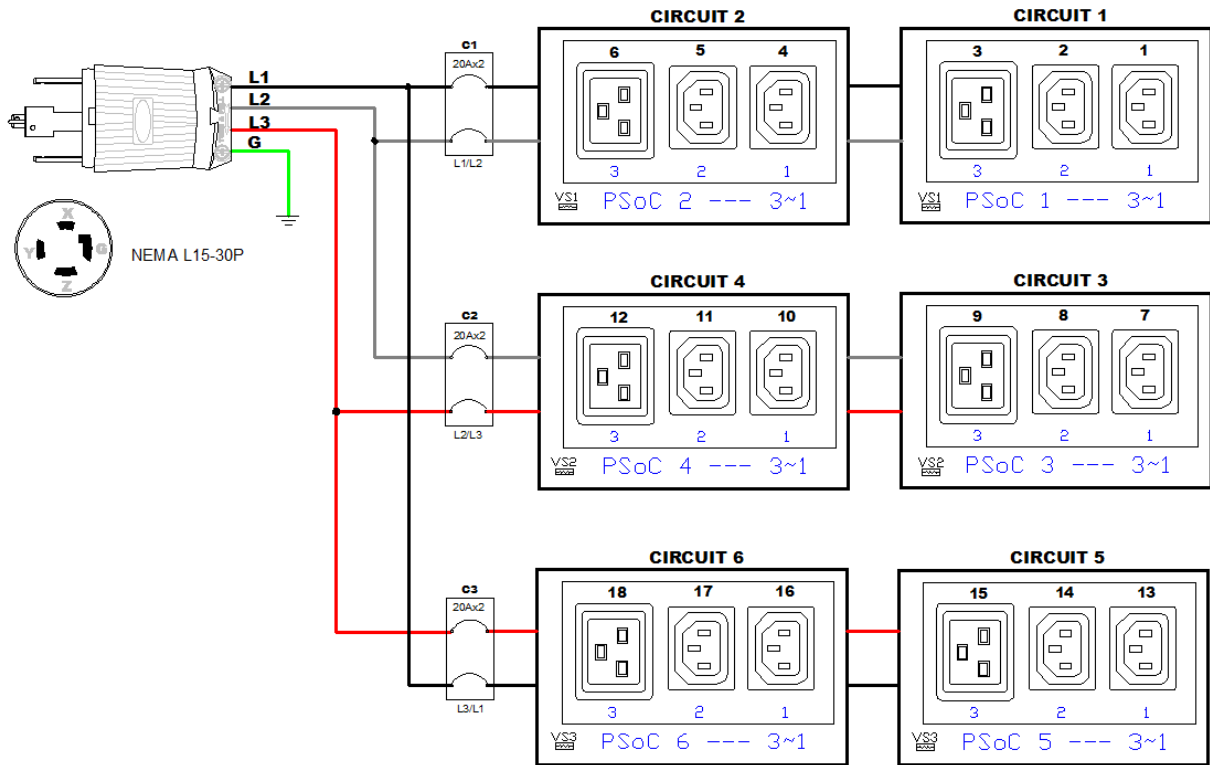 CIRCUIT 2
CIRCUIT 1
C1
20Ax2
6 5 4
3 2 1
L1
L2
L3
G
L1/L2
3 2 1
3 2 1
VS1 PSoC 2 --- 3~1
VS1 PSoC 1 --- 3~1
X
Y G
Z
NEMA L15-30P
CIRCUIT 4
CIRCUIT 3
C2
20Ax2
12 11 10
9 8 7
L2/L3
3 2 1
3 2 1
VS2 PSoC 4 --- 3~1
VS2 PSoC 3 --- 3~1
CIRCUIT 6
CIRCUIT 5
C3
20Ax2
18 17 16
15 14 13
L3/L1
3 2 1
3 2 1
VS3 PSoC 6 --- 3~1
VS3 PSoC 5 --- 3~1